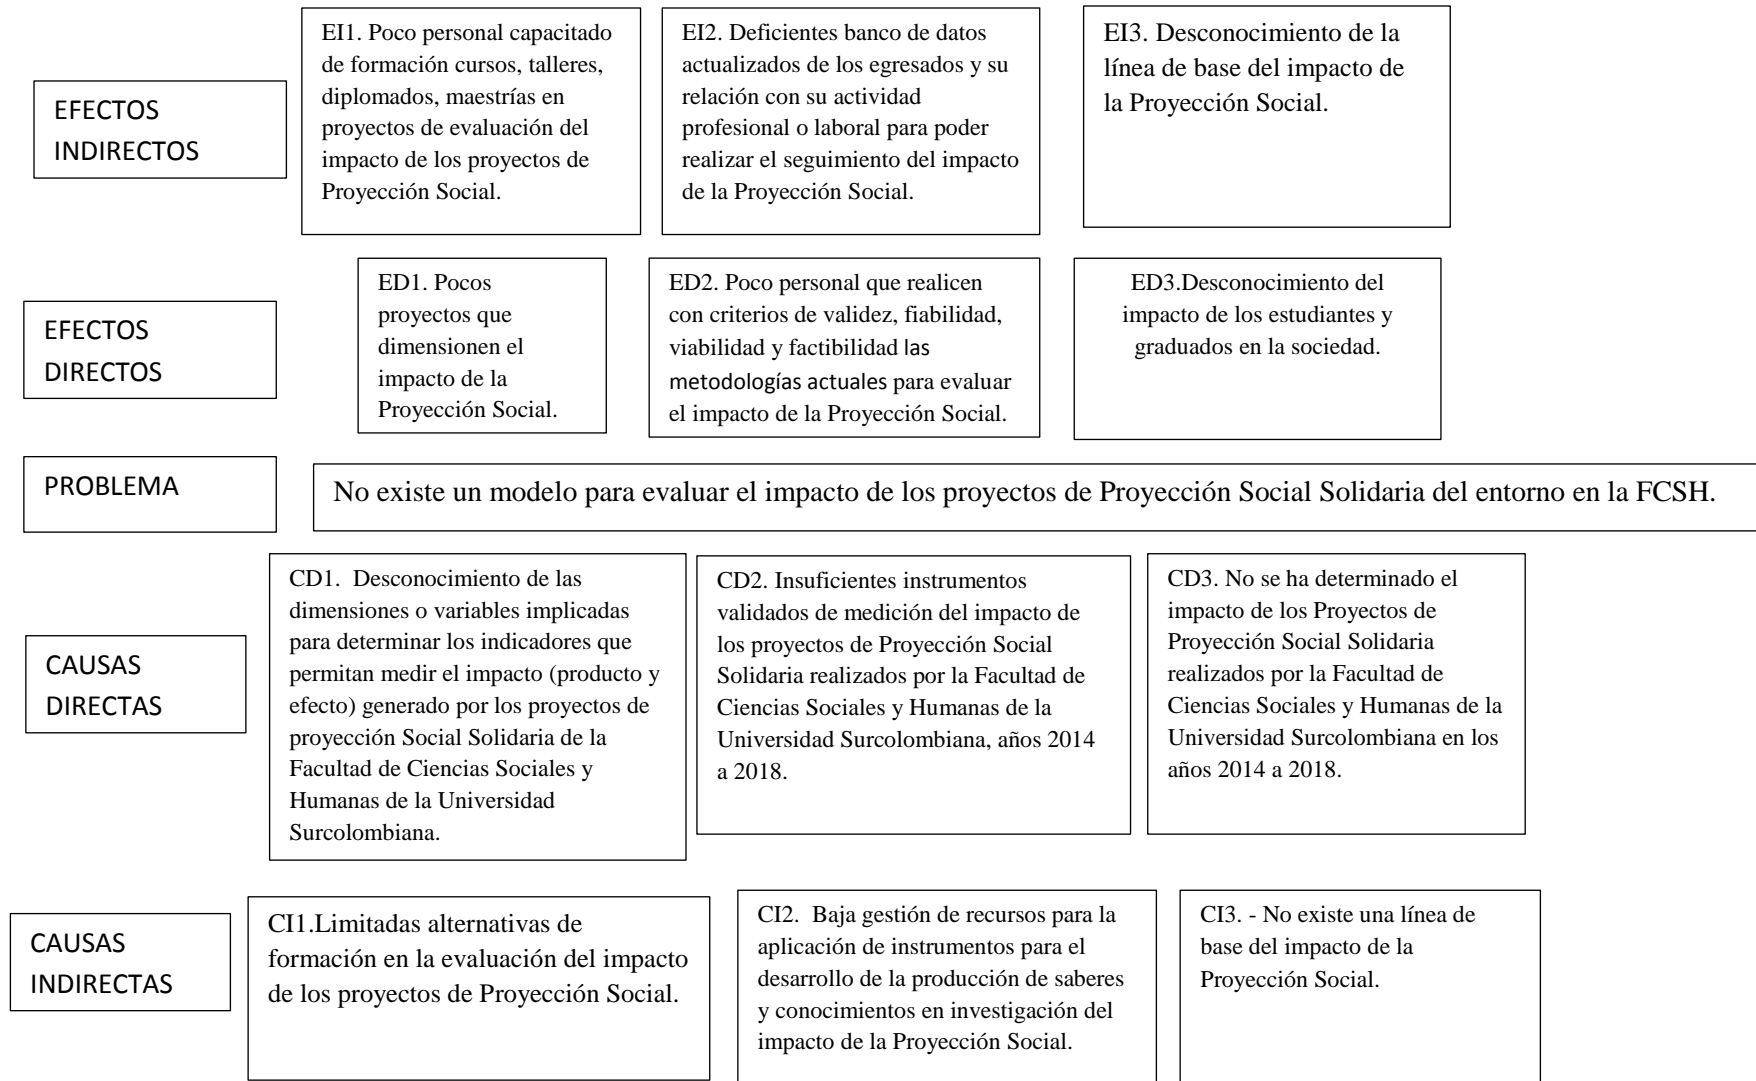 EFECTOS
INDIRECTOS
EI1. Poco personal capacitado
de formación cursos, talleres,
diplomados, maestrías en
proyectos de evaluación del
impacto de los proyectos de
Proyección Social.
EI2. Deficientes banco de datos
actualizados de los egresados y su
relación con su actividad
profesional o laboral para poder
realizar el seguimiento del impacto
de la Proyección Social.
EI3. Desconocimiento de la
línea de base del impacto de
la Proyección Social.
EFECTOS
DIRECTOS
ED1. Pocos
proyectos que
dimensionen el
impacto de la
Proyección Social.
ED2. Poco personal que realicen
con criterios de validez, fiabilidad,
viabilidad y factibilidad las
metodologías actuales para evaluar
el impacto de la Proyección Social.
ED3.Desconocimiento del
impacto de los estudiantes y
graduados en la sociedad.
PROBLEMA
No existe un modelo para evaluar el impacto de los proyectos de Proyección Social Solidaria del entorno en la FCSH.
CAUSAS
DIRECTAS
CD1. Desconocimiento de las
dimensiones o variables implicadas
para determinar los indicadores que
permitan medir el impacto (producto y
efecto) generado por los proyectos de
proyección Social Solidaria de la
Facultad de Ciencias Sociales y
Humanas de la Universidad
Surcolombiana.
CD2. Insuficientes instrumentos
validados de medición del impacto de
los proyectos de Proyección Social
Solidaria realizados por la Facultad de
Ciencias Sociales y Humanas de la
Universidad Surcolombiana, años 2014
a 2018.
CD3. No se ha determinado el
impacto de los Proyectos de
Proyección Social Solidaria
realizados por la Facultad de
Ciencias Sociales y Humanas de la
Universidad Surcolombiana en los
años 2014 a 2018.
CAUSAS
INDIRECTAS
CI1.Limitadas alternativas de
formación en la evaluación del impacto
de los proyectos de Proyección Social.
CI2. Baja gestión de recursos para la
aplicación de instrumentos para el
desarrollo de la producción de saberes
y conocimientos en investigación del
impacto de la Proyección Social.
CI3. - No existe una línea de
base del impacto de la
Proyección Social.